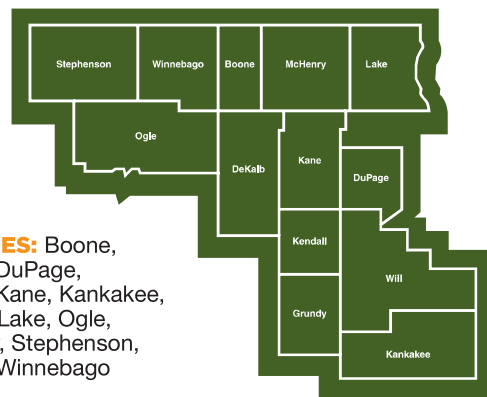 Stephenson
Winnebago
Boone
McHenry
Lake
Ogle
DeKalb
Kane
DuPage
Kendall
Will
Grundy
Kankakee
ES: Boone,
DuPage,
Kane, Kankakee,
Lake, Ogle,
, Stephenson,
Winnebago